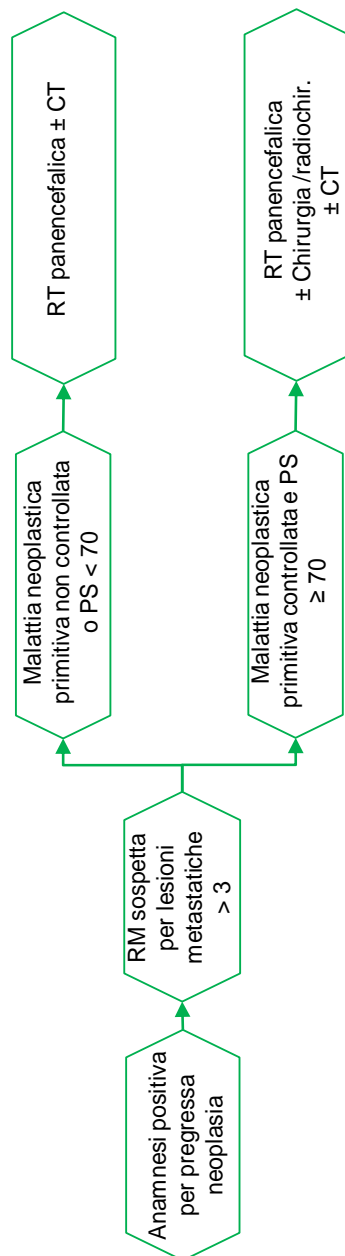 Anamnesi positiva
per pregressa
neoplasia
RM sospetta
per lesioni
metastatiche
> 3
Malattia neoplastica
primitiva non controllata
o PS < 70
RT panencefalica ± CT
Malattia neoplastica
primitiva controllata e PS
≥ 70
RT panencefalica
± Chirurgia /radiochir.
± CT